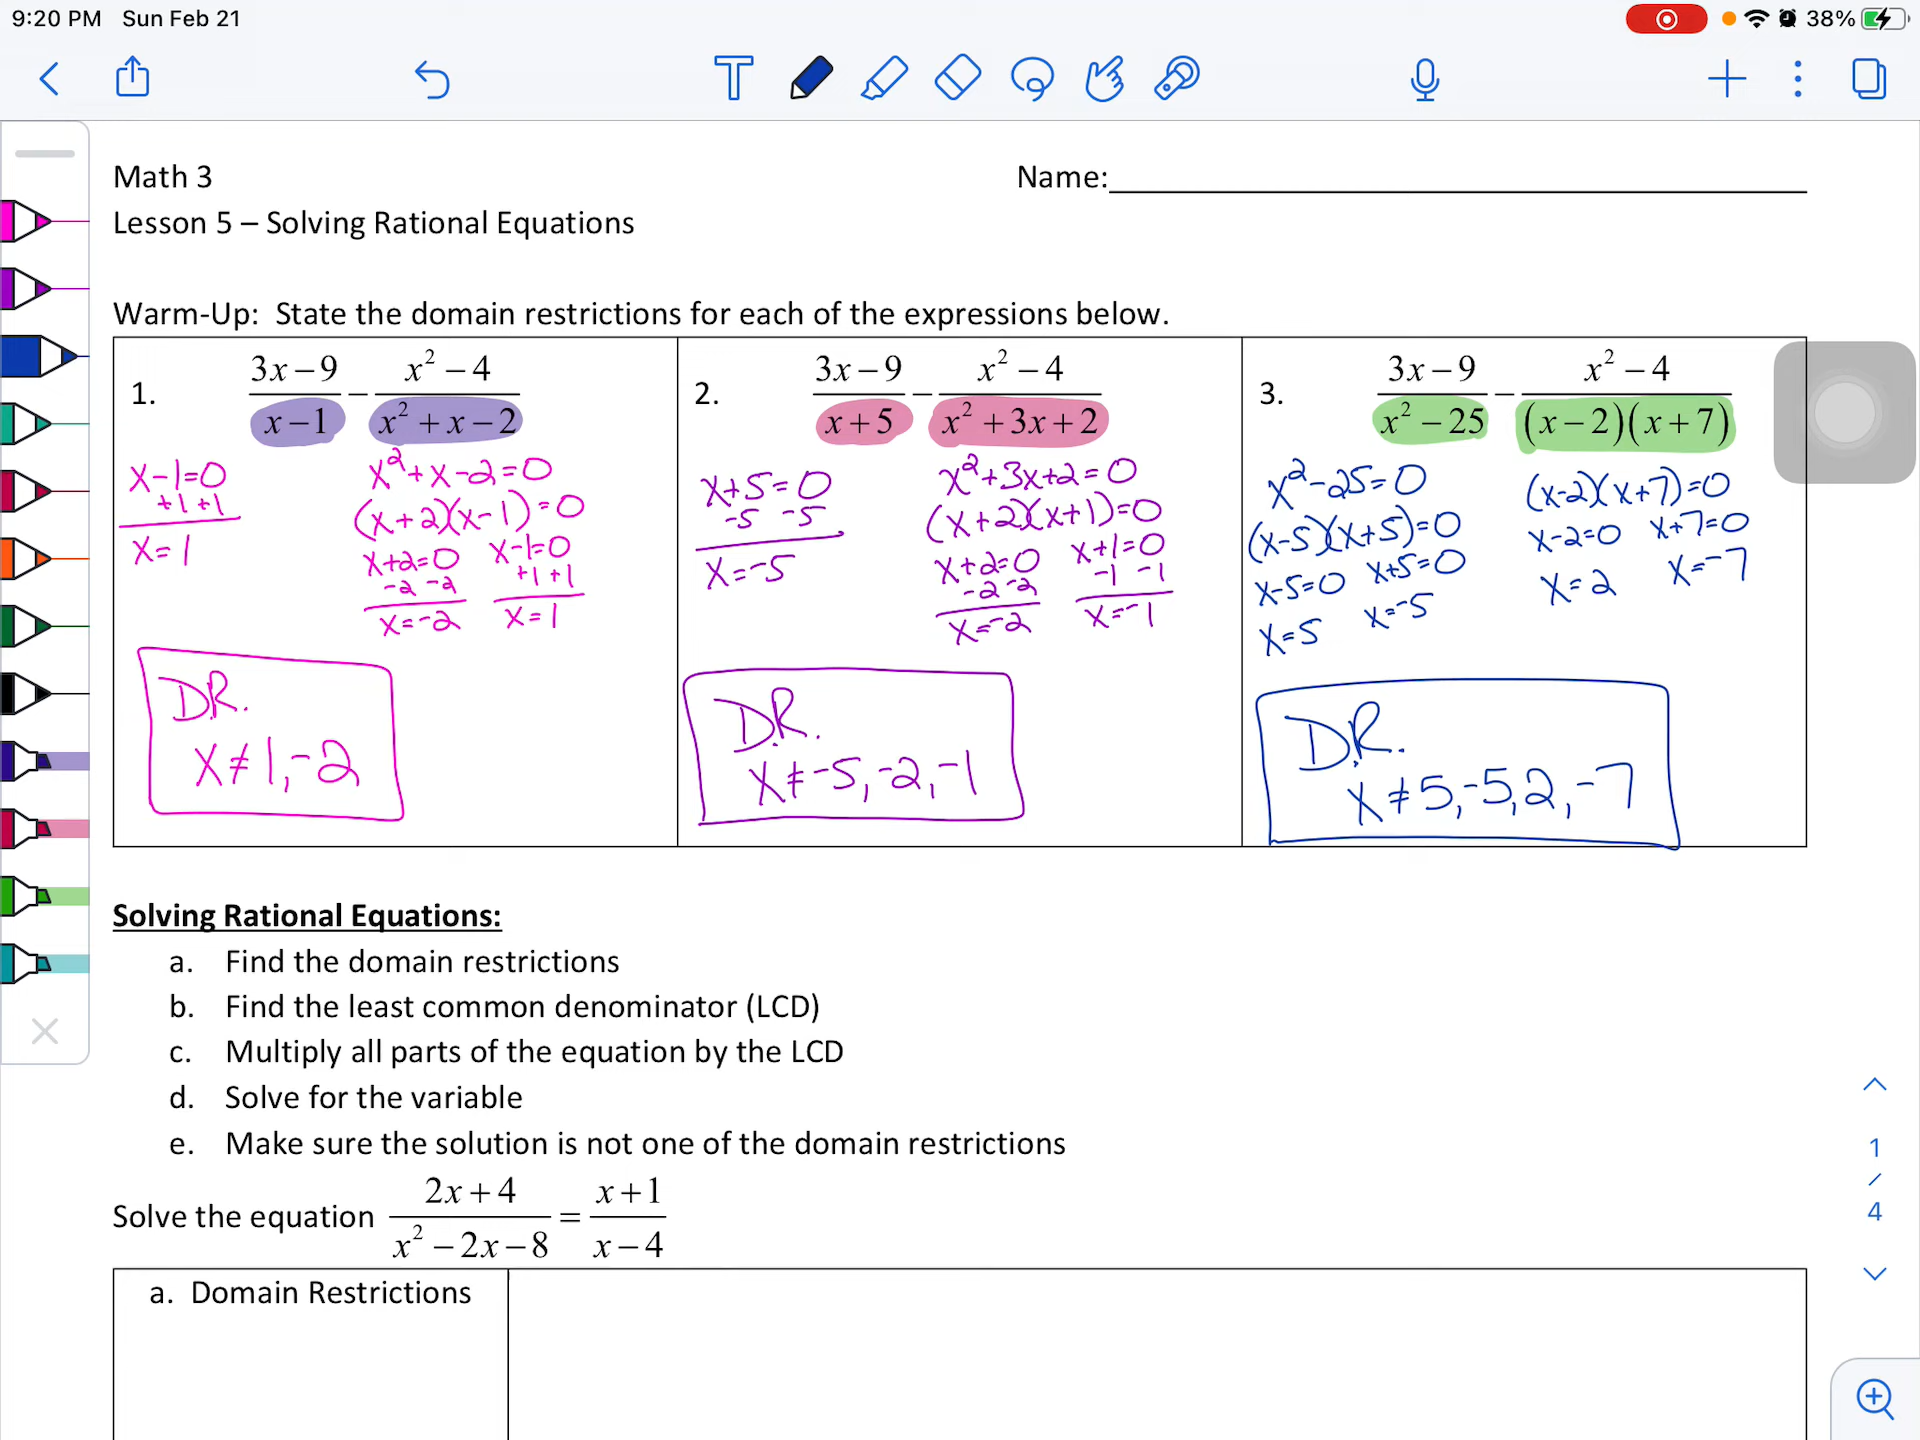 9:20 PM Sun Feb 21
38%
Math 3
Name:
Lesson 5 – Solving Rational Equations
Warm-Up: State the domain restrictions for each of the expressions below.
1. (3x – 9)/(x – 1) – (x² – 4)/(x² + x – 2)
x-1=0
+1 +1
x=1
x²+x-2=0
(x+2)(x-1)=0
x+2=0 x-1=0
-2 -2 +1 +1
x=-2 x=1
D.R.
x≠1,-2
2. (3x – 9)/(x + 5) – (x² – 4)/(x² + 3x + 2)
x+5=0
-5 -5
x=-5
x²+3x+2=0
(x+2)(x+1)=0
x+2=0 x+1=0
-2 -2 -1 -1
x=-2 x=-1
D.R.
x≠-5,-2,-1
3. (3x – 9)/(x² – 25) – (x² – 4)/((x – 2)(x + 7))
x²-25=0
(x-5)(x+5)=0
x-5=0 x+5=0
x=5 x=-5
(x-2)(x+7)=0
x-2=0 x+7=0
x=2 x=-7
D.R.
x≠5,-5,2,-7
Solving Rational Equations:
a. Find the domain restrictions
b. Find the least common denominator (LCD)
c. Multiply all parts of the equation by the LCD
d. Solve for the variable
e. Make sure the solution is not one of the domain restrictions
Solve the equation (2x + 4)/(x² – 2x – 8) = (x + 1)/(x – 4)
a. Domain Restrictions
1
/
4